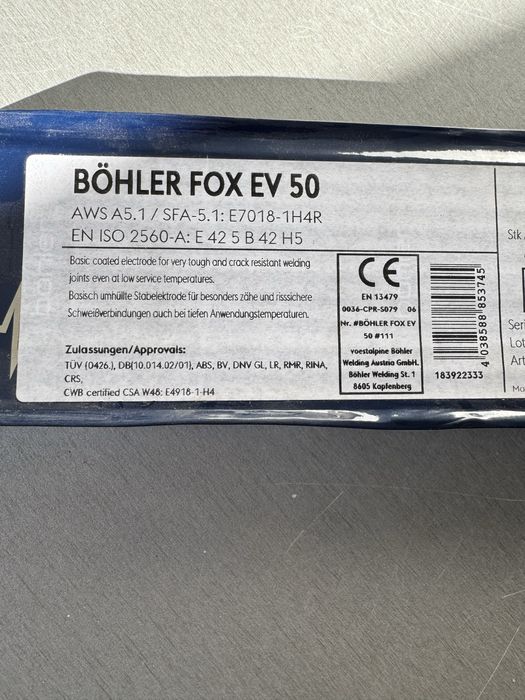 BÖHLER FOX EV 50
AWS A5.1 / SFA-5.1: E7018-1H4R
EN ISO 2560-A: E 42 5 B 42 H5
Basic coated electrode for very tough and crack resistant welding
joints even at low service temperatures.
Basisch umhüllte Stabelektrode für besonders zähe und risssichere
Schweißverbindungen auch bei tiefen Anwendungstemperaturen.
Zulassungen/Approvals:
TÜV (0426.), DB(10.014.02/01), ABS, BV, DNV GL, LR, RMR, RINA,
CRS,
CWB certified CSA W48: E4918-1-H4
CE
EN 13479
0036-CPR-S079 06
Nr. #BÖHLER FOX EV
50 #111
voestalpine Böhler
Welding Austria GmbH.
Böhler Welding St. 1
8605 Kapfenberg
4 038588 853745
183922333
Stk
Seri
Lot
Art